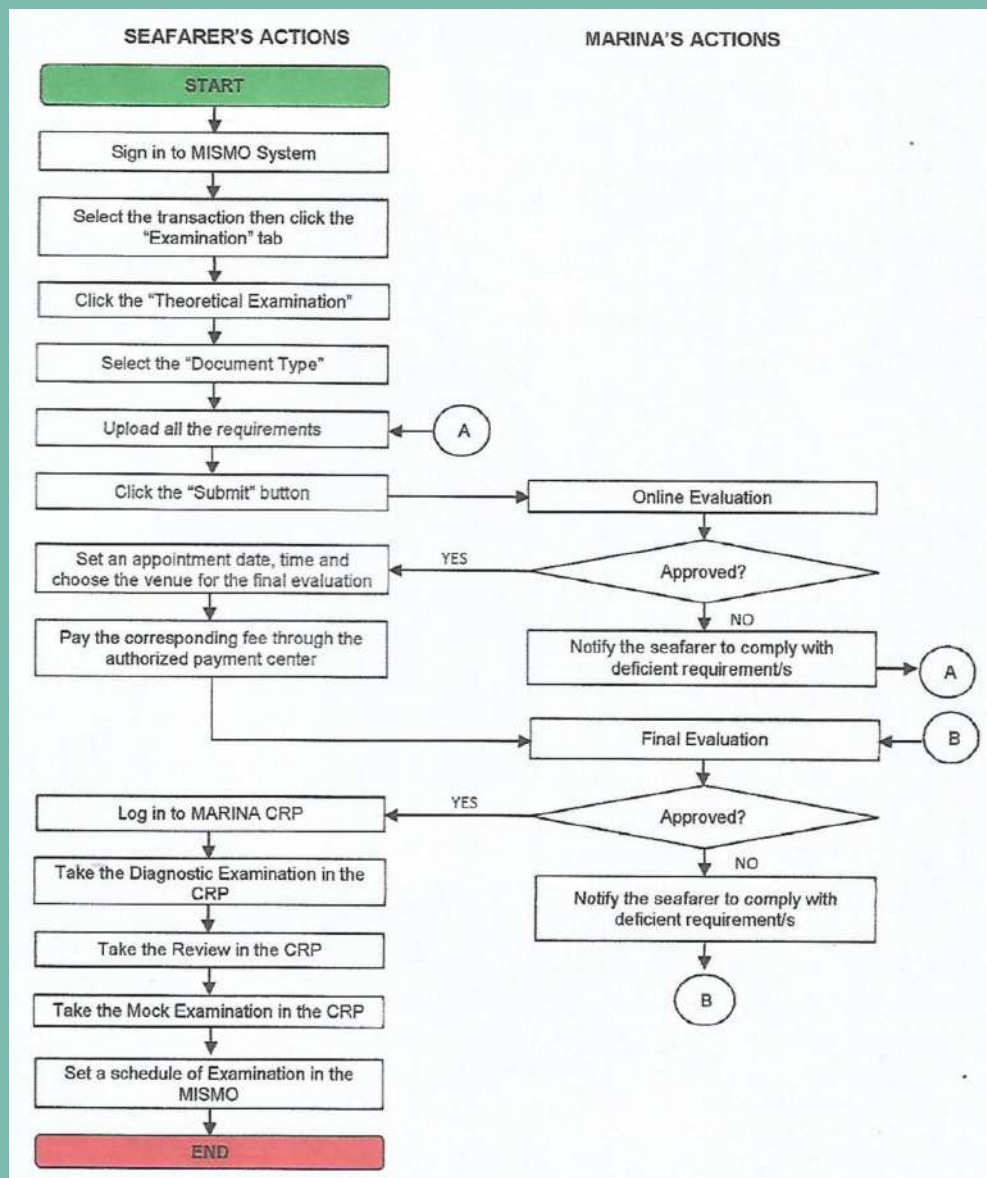 SEAFARER'S ACTIONS
MARINA'S ACTIONS
START
Sign in to MISMO System
Select the transaction then click the
"Examination" tab
Click the "Theoretical Examination"
Select the "Document Type"
Upload all the requirements
A
Click the "Submit" button
Online Evaluation
Set an appointment date, time and
choose the venue for the final evaluation
YES
Approved?
NO
Pay the corresponding fee through the
authorized payment center
Notify the seafarer to comply with
deficient requirement/s
A
Final Evaluation
B
Log in to MARINA CRP
YES
Approved?
NO
Take the Diagnostic Examination in the
CRP
Notify the seafarer to comply with
deficient requirement/s
Take the Review in the CRP
B
Take the Mock Examination in the CRP
Set a schedule of Examination in the
MISMO
END